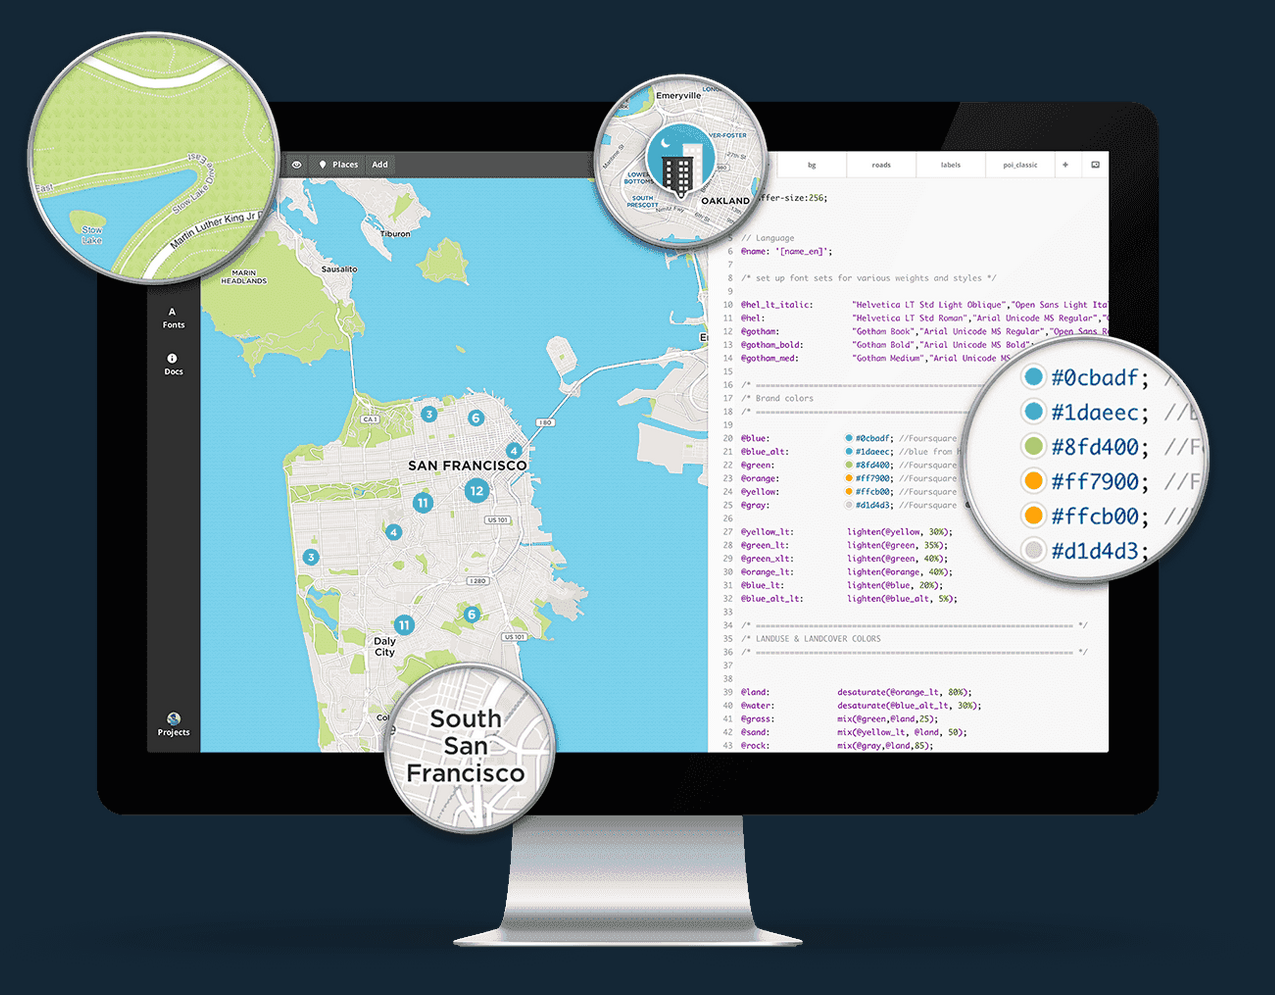 East
East
Stow Lake Drive
Martin Luther King Jr D
Stow
Lake
Emeryville
VER-FOSTER
Maritime St
27th St
LOWER
BOTTOMS
SOUTH
PRESCOTT
OAKLAND
Nimitz Fwy
6th St
Places
Add
bg
roads
labels
poi_classic
+
Fonts
Docs
Projects
Tiburon
Sausalito
MARIN
HEADLANDS
CA 1
3
6
I 80
4
SAN FRANCISCO
12
11
US 101
4
3
I 280
6
11
US 101
Daly
City
South
San
Francisco
ffer-size:256;
5 // Language
6 @name: '[name_en]';
7
8 /* set up font sets for various weights and styles */
9
10 @hel_lt_italic: "Helvetica LT Std Light Oblique","Open Sans Light Ita
11 @hel: "Helvetica LT Std Roman","Arial Unicode MS Regular","
12 @gotham: "Gotham Book","Arial Unicode MS Regular","Open Sans R
13 @gotham_bold: "Gotham Bold","Arial Unicode MS Bold"
14 @gotham_med: "Gotham Medium","Arial Unicode MS
15
16 /* ==================================================
17 /* Brand colors
18 /* ==================================================
19
20 @blue: #0cbadf; //Foursquare
21 @blue_alt: #1daeec; //blue from
22 @green: #8fd400; //Foursquare
23 @orange: #ff7900; //Foursquare
24 @yellow: #ffcb00; //Foursquare
25 @gray: #d1d4d3; //Foursquare
26
27 @yellow_lt: lighten(@yellow, 30%);
28 @green_lt: lighten(@green, 35%);
29 @green_xlt: lighten(@green, 40%);
30 @orange_lt: lighten(@orange, 40%);
31 @blue_lt: lighten(@blue, 20%);
32 @blue_alt_lt: lighten(@blue_alt, 5%);
33
34 /* ================================================================== */
35 /* LANDUSE & LANDCOVER COLORS
36 /* ================================================================== */
37
38
39 @land: desaturate(@orange_lt, 80%);
40 @water: desaturate(@blue_alt_lt, 30%);
41 @grass: mix(@green,@land,25);
42 @sand: mix(@yellow_lt, @land, 50);
43 @rock: mix(@gray,@land,85);
#0cbadf; //
#1daeec; //
#8fd400; //F
#ff7900; //F
#ffcb00; //
#d1d4d3;